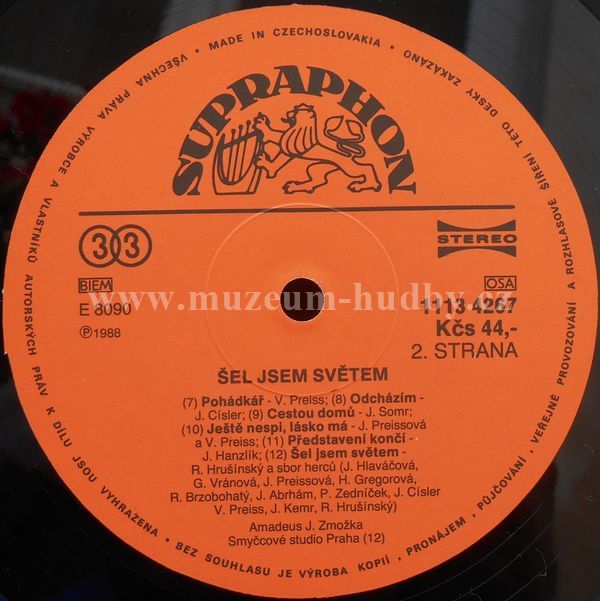 VŠECHNA PRÁVA VÝROBCE A VLASTNÍKŮ AUTORSKÝCH PRÁV K DÍLU JSOU VYHRAZENA • BEZ SOUHLASU JE VÝROBA KOPIÍ, PRONÁJEM, PŮJČOVÁNÍ, VEŘEJNÉ PROVOZOVÁNÍ A ROZHLASOVÉ ŠÍŘENÍ TÉTO DESKY ZAKÁZÁNO • MADE IN CZECHOSLOVAKIA •
SUPRAPHON
33 STEREO
BIEM OSA
www.muzeum-hudby.cz
E 8090 1113 4267
Ⓟ1988 Kčs 44,-
2. STRANA
ŠEL JSEM SVĚTEM
(7) Pohádkář - V. Preiss; (8) Odcházím -
J. Císler; (9) Cestou domů - J. Somr;
(10) Ještě nespi, lásko má - J. Preissová
a V. Preiss; (11) Představení končí -
J. Hanzlík; (12) Šel jsem světem -
R. Hrušínský a sbor herců (J. Hlaváčová,
G. Vránová, J. Preissová, H. Gregorová,
R. Brzobohatý, J. Abrhám, P. Zedníček, J. Císler
V. Preiss, J. Kemr, R. Hrušínský)
Amadeus J. Zmožka
Smyčcové studio Praha (12)